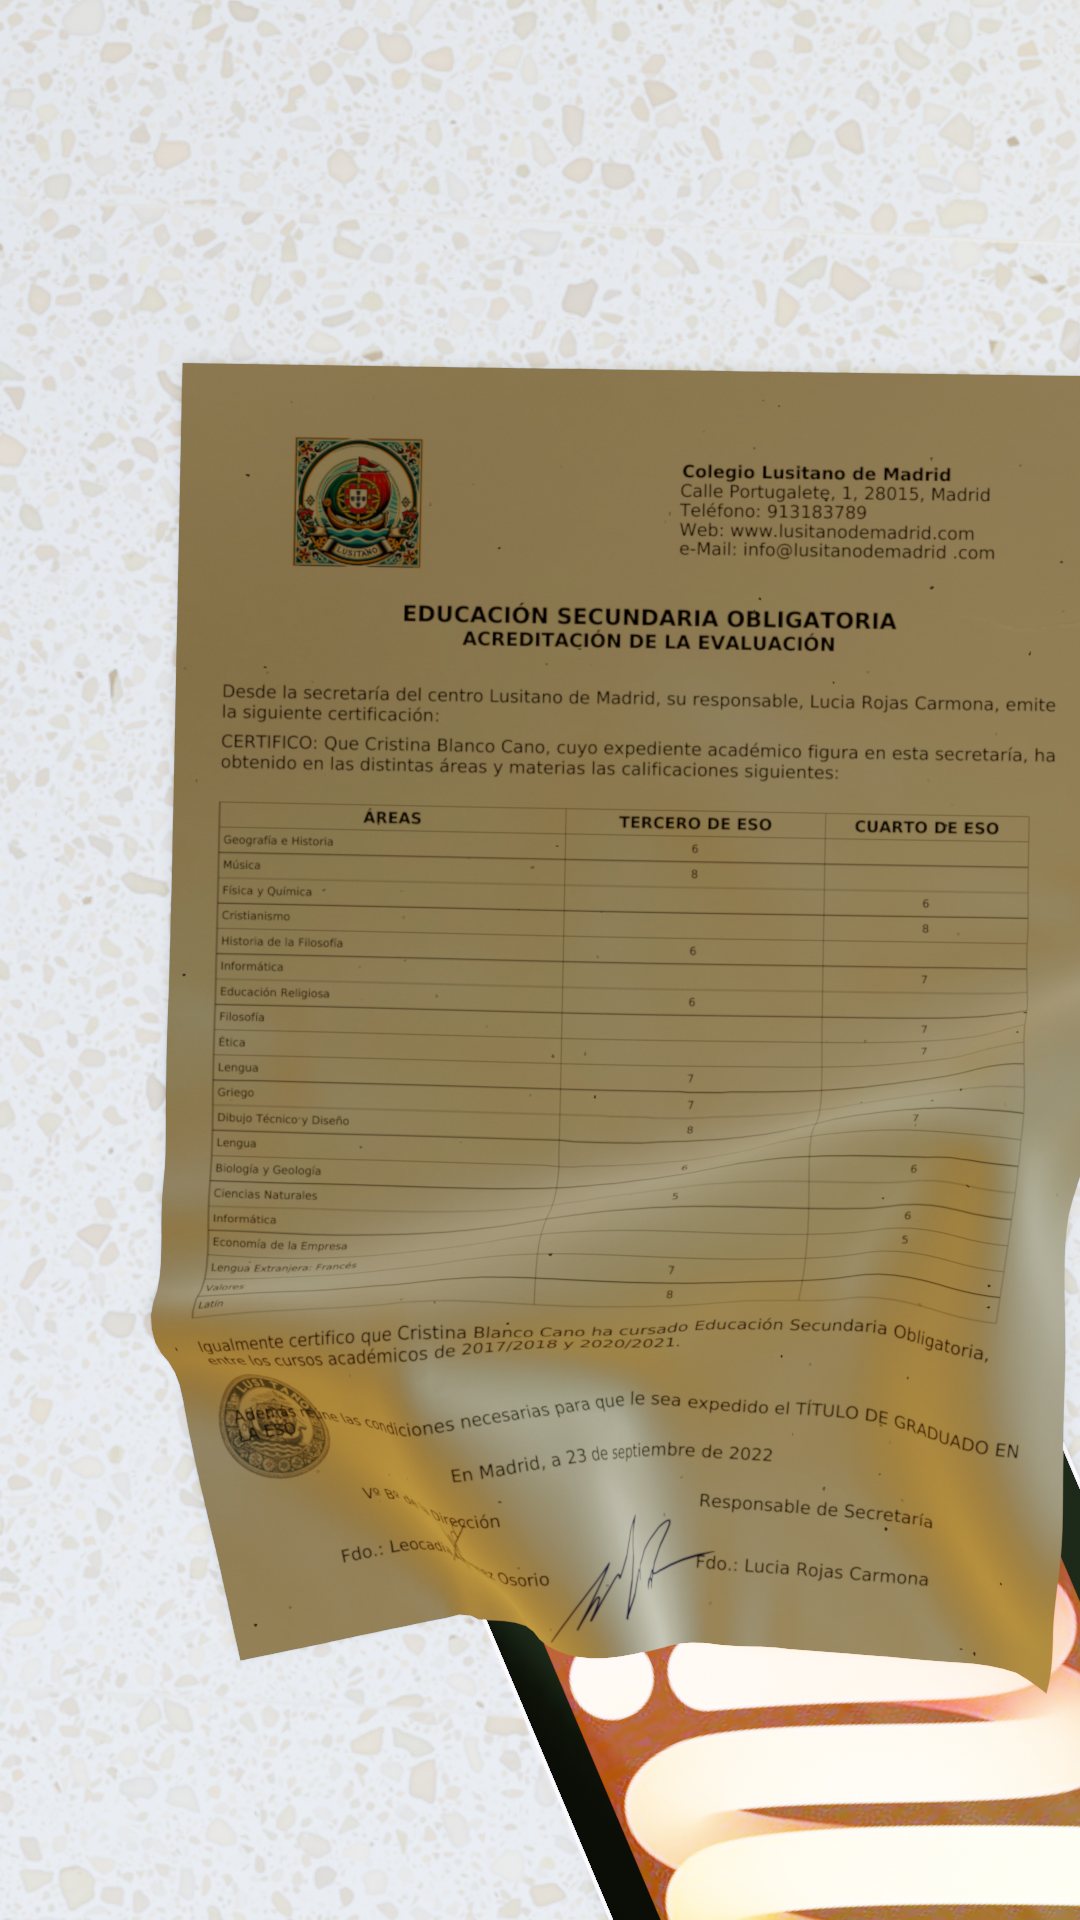 LUSITANO
Colegio Lusitano de Madrid
Calle Portugalete, 1, 28015, Madrid
Teléfono: 913183789
Web: www.lusitanodemadrid.com
e-Mail: info@lusitanodemadrid .com
EDUCACIÓN SECUNDARIA OBLIGATORIA
ACREDITACIÓN DE LA EVALUACIÓN
Desde la secretaría del centro Lusitano de Madrid, su responsable, Lucia Rojas Carmona, emite
la siguiente certificación:
CERTIFICO: Que Cristina Blanco Cano, cuyo expediente académico figura en esta secretaría, ha
obtenido en las distintas áreas y materias las calificaciones siguientes:
ÁREAS TERCERO DE ESO CUARTO DE ESO
Geografía e Historia 6
Música 8
Física y Química 6
Cristianismo 8
Historia de la Filosofía 6
Informática 7
Educación Religiosa 6
Filosofía 7
Ética 7
Lengua 7
Griego 7
Dibujo Técnico y Diseño 8
Lengua 7
Biología y Geología 6
Ciencias Naturales 6
Informática 5
Economía de la Empresa 6
Lengua Extranjera: Francés 5
Valores 7
Latín 8
Igualmente certifico que Cristina Blanco Cano ha cursado Educación Secundaria Obligatoria,
entre los cursos académicos de 2017/2018 y 2020/2021.
LUSITANO
Además reúne las condiciones necesarias para que le sea expedido el TÍTULO DE GRADUADO EN
LA ESO
En Madrid, a 23 de septiembre de 2022
Vº Bº Dirección Responsable de Secretaría
Fdo.: Osorio Fdo.: Lucia Rojas Carmona